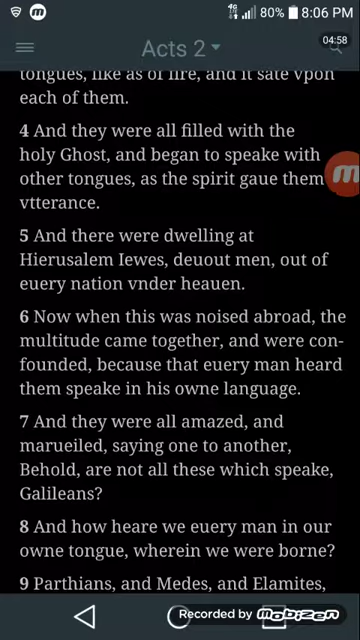 4G
80%
8:06 PM
04:58
Acts 2
tongues, like as of fire, and it sate vpon
each of them.
4 And they were all filled with the
holy Ghost, and began to speake with
other tongues, as the spirit gaue them
vtterance.
5 And there were dwelling at
Hierusalem Iewes, deuout men, out of
euery nation vnder heauen.
6 Now when this was noised abroad, the
multitude came together, and were con-
founded, because that euery man heard
them speake in his owne language.
7 And they were all amazed, and
marueiled, saying one to another,
Behold, are not all these which speake,
Galileans?
8 And how heare we euery man in our
owne tongue, wherein we were borne?
9 Parthians, and Medes, and Elamites,
Recorded by mobizen